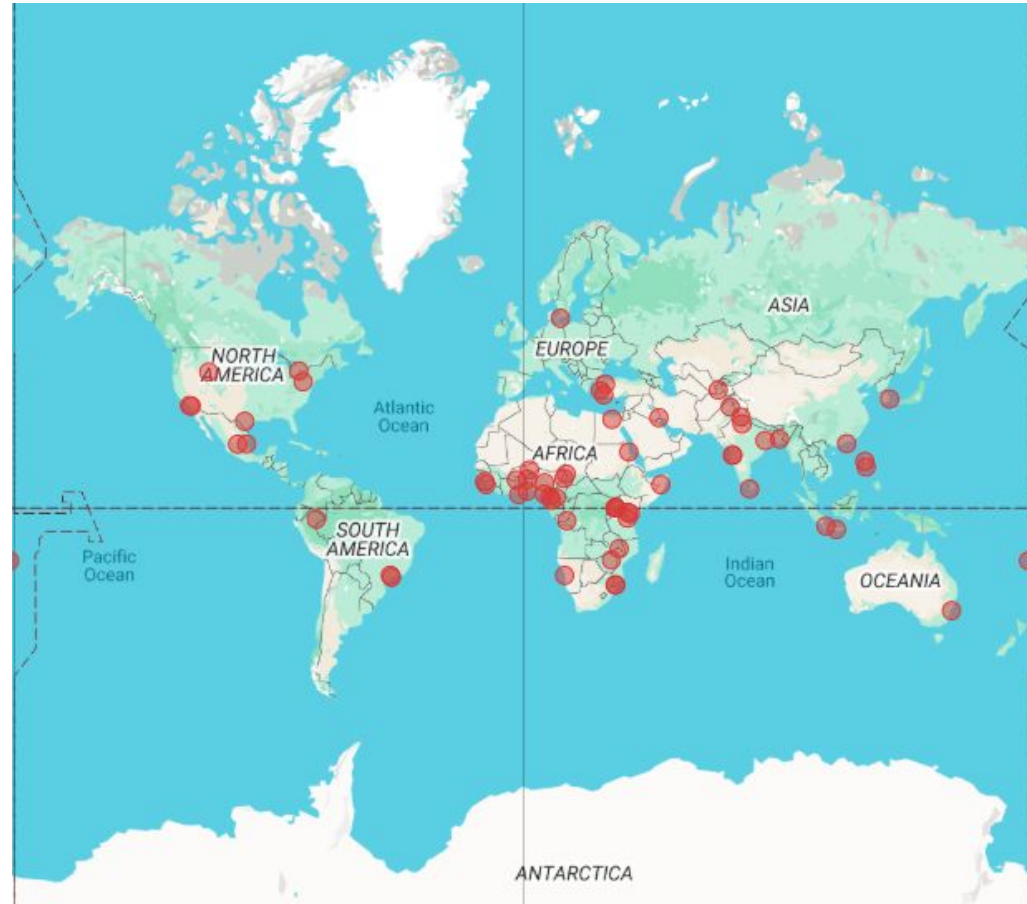 ASIA
NORTH
AMERICA
EUROPE
Atlantic
Ocean
AFRICA
SOUTH
AMERICA
Pacific
Ocean
Indian
Ocean
OCEANIA
ANTARCTICA